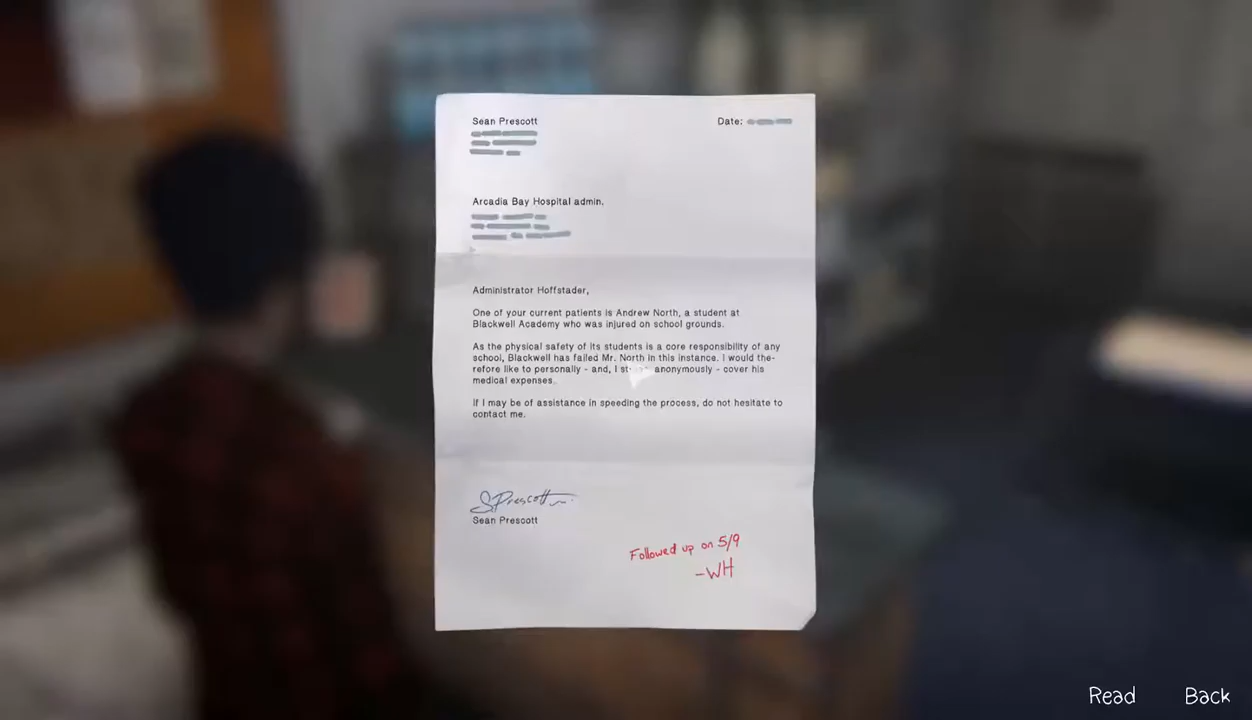 Sean Prescott
Date:
Arcadia Bay Hospital admin,
Administrator Hoffstader,
One of your current patients is Andrew North, a student at
Blackwell Academy who was injured on school grounds.
As the physical safety of its students is a core responsibility of any
school, Blackwell has failed Mr. North in this instance. I would the-
refore like to personally - and, I anonymously - cover his
medical expenses.
If I may be of assistance in speeding the process, do not hesitate to
contact me.
SPrescott
Sean Prescott
Followed up on 5/9
-WH
Read
Back